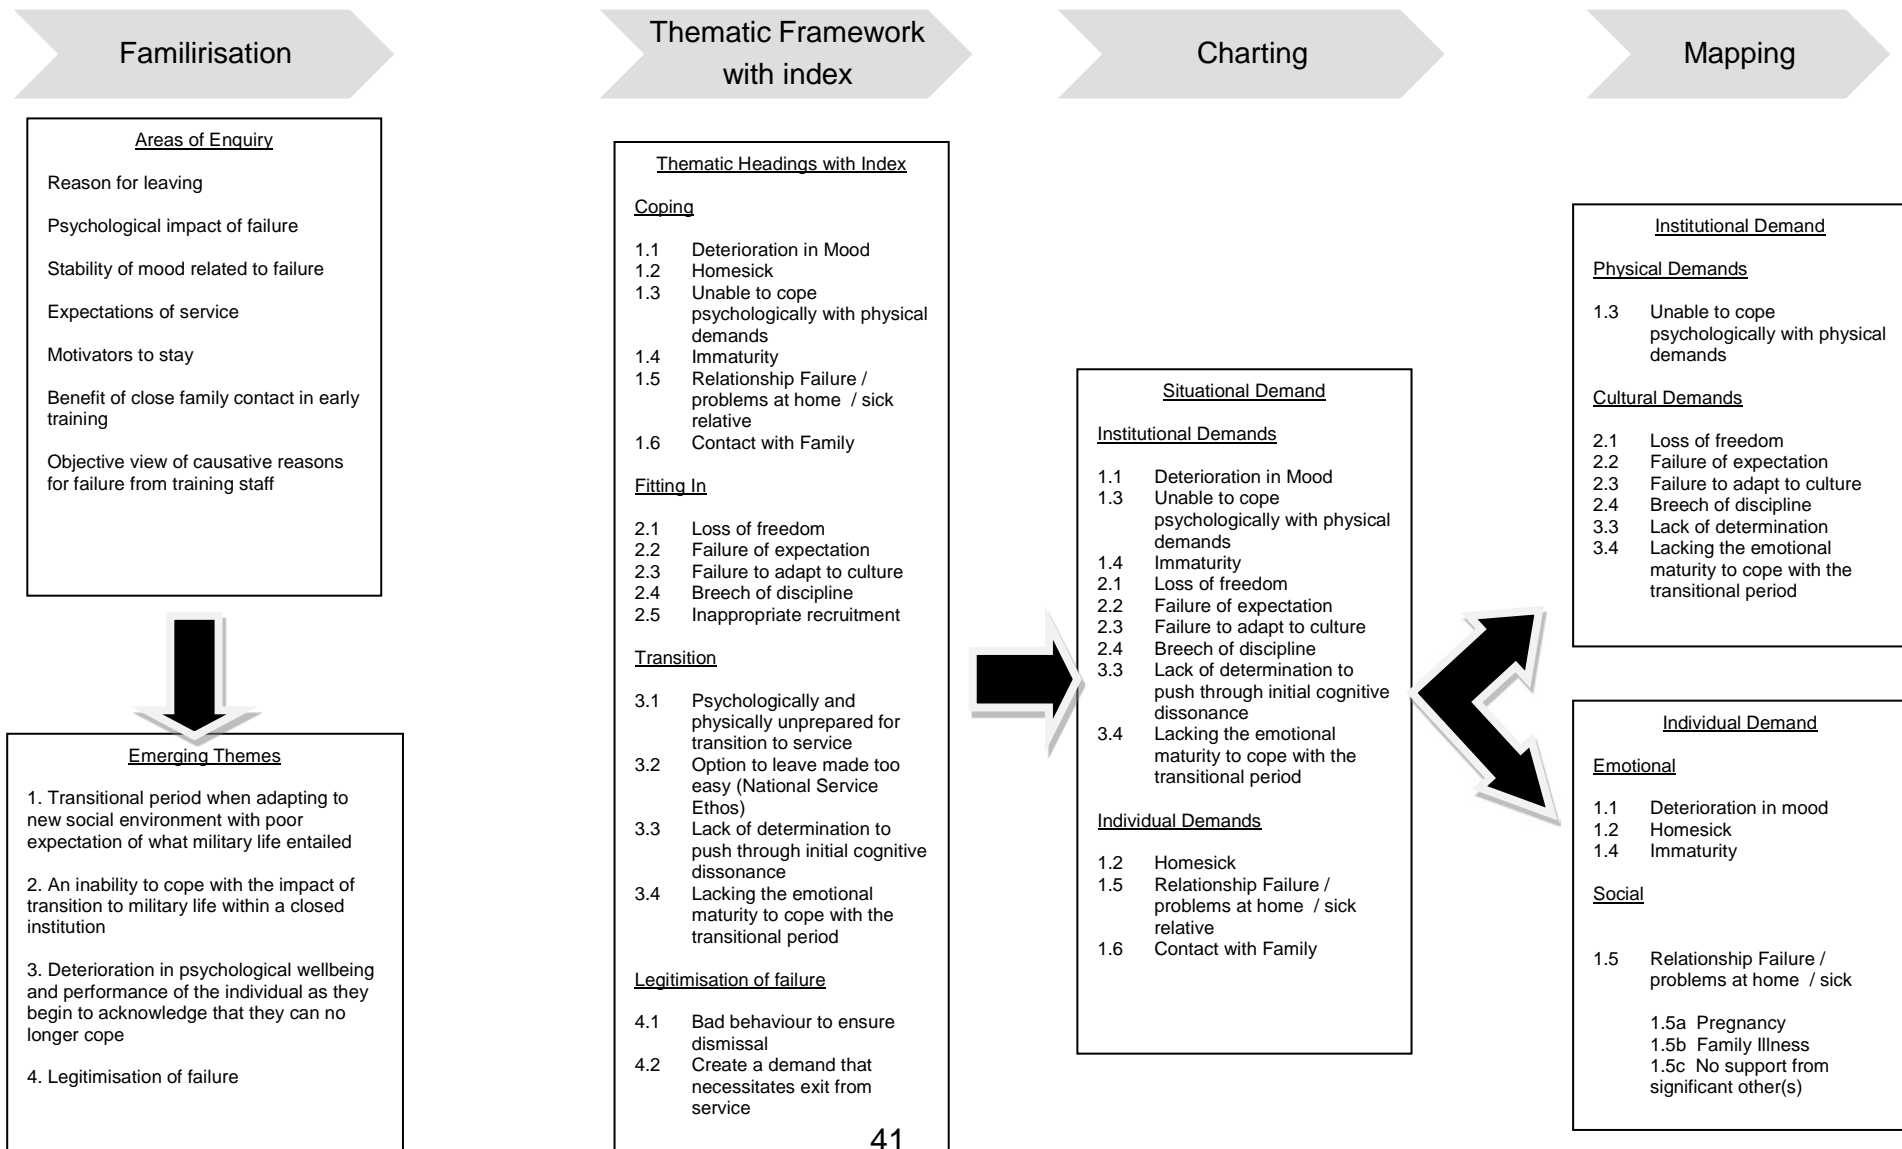 Familirisation
Areas of Enquiry
Reason for leaving
Psychological impact of failure
Stability of mood related to failure
Expectations of service
Motivators to stay
Benefit of close family contact in early
training
Objective view of causative reasons
for failure from training staff
Emerging Themes
1. Transitional period when adapting to
new social environment with poor
expectation of what military life entailed
2. An inability to cope with the impact of
transition to military life within a closed
institution
3. Deterioration in psychological wellbeing
and performance of the individual as they
begin to acknowledge that they can no
longer cope
4. Legitimisation of failure
Thematic Framework
with index
Thematic Headings with Index
Coping
1.1 Deterioration in Mood
1.2 Homesick
1.3 Unable to cope
psychologically with physical
demands
1.4 Immaturity
1.5 Relationship Failure /
problems at home / sick
relative
1.6 Contact with Family
Fitting In
2.1 Loss of freedom
2.2 Failure of expectation
2.3 Failure to adapt to culture
2.4 Breech of discipline
2.5 Inappropriate recruitment
Transition
3.1 Psychologically and
physically unprepared for
transition to service
3.2 Option to leave made too
easy (National Service
Ethos)
3.3 Lack of determination to
push through initial cognitive
dissonance
3.4 Lacking the emotional
maturity to cope with the
transitional period
Legitimisation of failure
4.1 Bad behaviour to ensure
dismissal
4.2 Create a demand that
necessitates exit from
service
41
Charting
Situational Demand
Institutional Demands
1.1 Deterioration in Mood
1.3 Unable to cope
psychologically with physical
demands
1.4 Immaturity
2.1 Loss of freedom
2.2 Failure of expectation
2.3 Failure to adapt to culture
2.4 Breech of discipline
3.3 Lack of determination to
push through initial cognitive
dissonance
3.4 Lacking the emotional
maturity to cope with the
transitional period
Individual Demands
1.2 Homesick
1.5 Relationship Failure /
problems at home / sick
relative
1.6 Contact with Family
Mapping
Institutional Demand
Physical Demands
1.3 Unable to cope
psychologically with physical
demands
Cultural Demands
2.1 Loss of freedom
2.2 Failure of expectation
2.3 Failure to adapt to culture
2.4 Breech of discipline
3.3 Lack of determination
3.4 Lacking the emotional
maturity to cope with the
transitional period
Individual Demand
Emotional
1.1 Deterioration in mood
1.2 Homesick
1.4 Immaturity
Social
1.5 Relationship Failure /
problems at home / sick
1.5a Pregnancy
1.5b Family Illness
1.5c No support from
significant other(s)